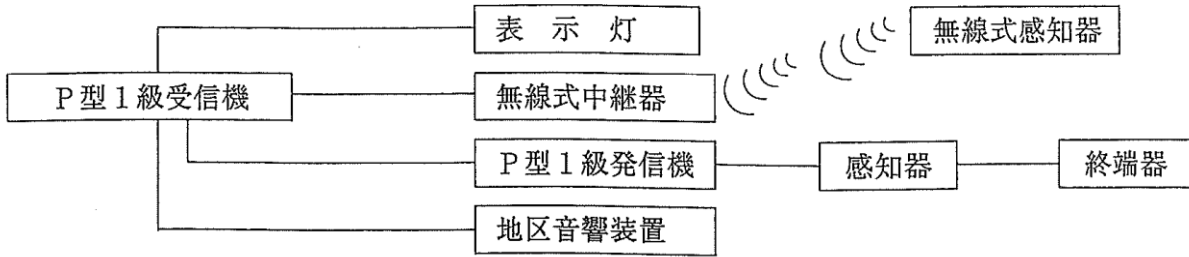 表示灯
無線式感知器
P型1級受信機
無線式中継器
P型1級発信機
感知器
終端器
地区音響装置